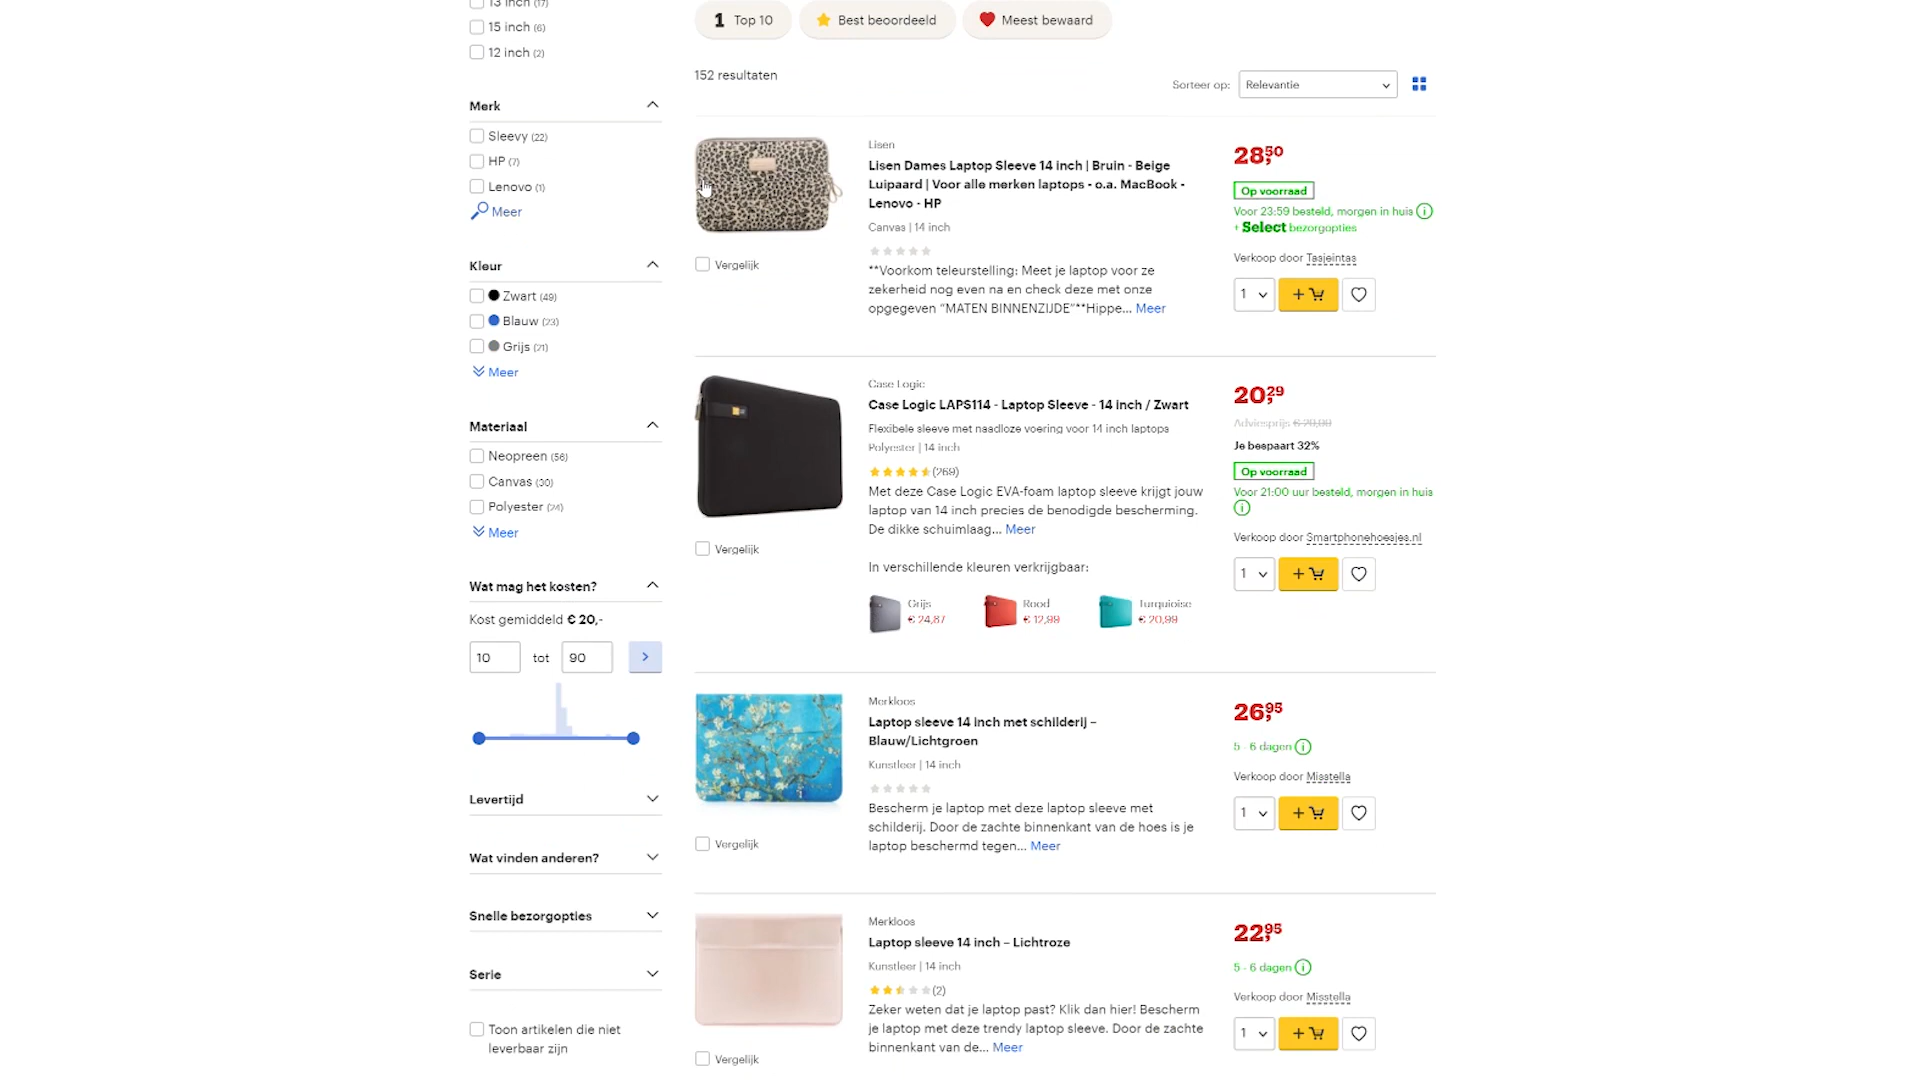 13 inch (17)
15 inch (6)
12 inch (2)
Merk
Sleevy (22)
HP (7)
Lenovo (1)
Meer
Kleur
Zwart (49)
Blauw (23)
Grijs (21)
Meer
Materiaal
Neopreen (56)
Canvas (30)
Polyester (24)
Meer
Wat mag het kosten?
Kost gemiddeld € 20,-
10 tot 90
Levertijd
Wat vinden anderen?
Snelle bezorgopties
Serie
Toon artikelen die niet
leverbaar zijn
1 Top 10
Best beoordeeld
Meest bewaard
152 resultaten
Sorteer op: Relevantie
Lisen
Lisen Dames Laptop Sleeve 14 inch | Bruin - Beige
Luipaard | Voor alle merken laptops - o.a. MacBook -
Lenovo - HP
Canvas | 14 inch
**Voorkom teleurstelling: Meet je laptop voor ze
zekerheid nog even na en check deze met onze
opgegeven “MATEN BINNENZIJDE”**Hippe... Meer
Vergelijk
28,50
Op voorraad
Voor 23:59 besteld, morgen in huis
+ Select bezorgopties
Verkoop door Tasjeintas
1
Case Logic
Case Logic LAPS114 - Laptop Sleeve - 14 inch / Zwart
Flexibele sleeve met naadloze voering voor 14 inch laptops
Polyester | 14 inch
(269)
Met deze Case Logic EVA-foam laptop sleeve krijgt jouw
laptop van 14 inch precies de benodigde bescherming.
De dikke schuimlaag... Meer
Vergelijk
In verschillende kleuren verkrijgbaar:
Grijs
€ 24,87
Rood
€ 12,99
Turquioise
€ 20,99
20,29
Adviesprijs € 29,99
Je bespaart 32%
Op voorraad
Voor 21:00 uur besteld, morgen in huis
Verkoop door Smartphonehoesjes.nl
1
Merkloos
Laptop sleeve 14 inch met schilderij –
Blauw/Lichtgroen
Kunstleer | 14 inch
Bescherm je laptop met deze laptop sleeve met
schilderij. Door de zachte binnenkant van de hoes is je
laptop beschermd tegen... Meer
Vergelijk
26,95
5 - 6 dagen
Verkoop door Misstella
1
Merkloos
Laptop sleeve 14 inch – Lichtroze
Kunstleer | 14 inch
(2)
Zeker weten dat je laptop past? Klik dan hier! Bescherm
je laptop met deze trendy laptop sleeve. Door de zachte
binnenkant van de... Meer
Vergelijk
22,95
5 - 6 dagen
Verkoop door Misstella
1